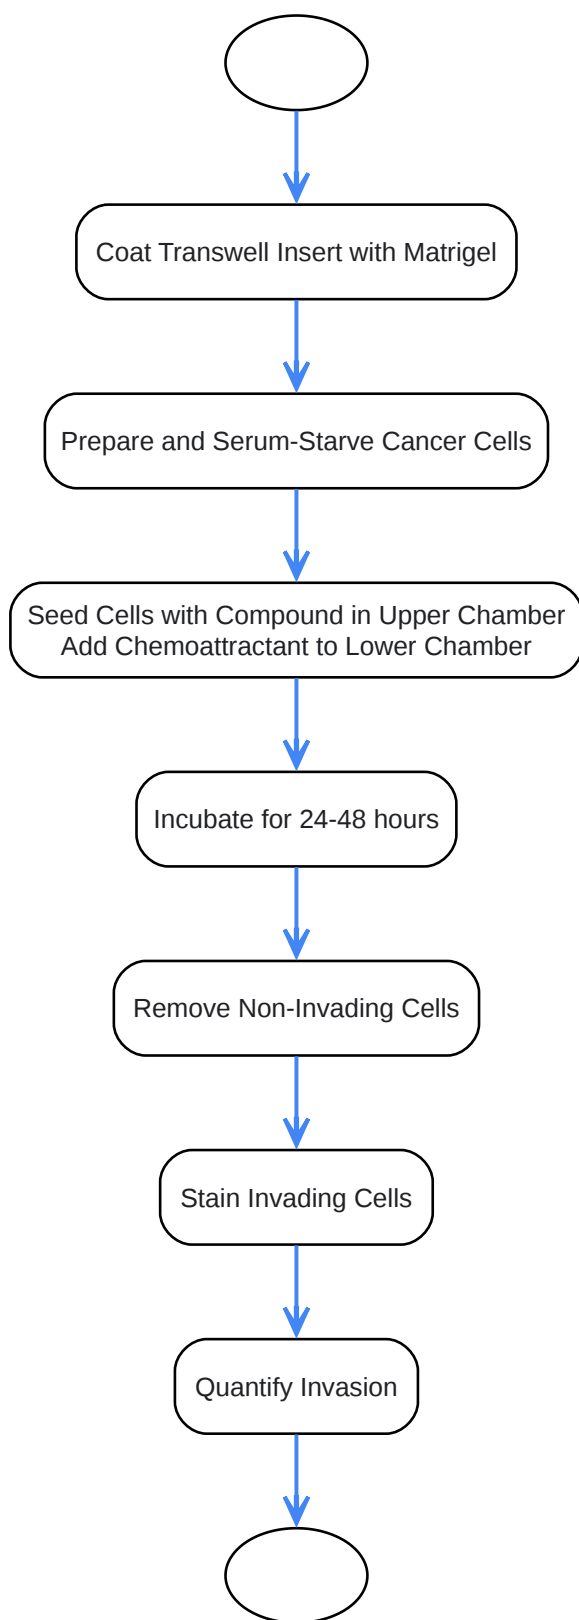 Coat Transwell Insert with Matrigel
Prepare and Serum-Starve Cancer Cells
Seed Cells with Compound in Upper Chamber
Add Chemoattractant to Lower Chamber
Incubate for 24-48 hours
Remove Non-Invading Cells
Stain Invading Cells
Quantify Invasion